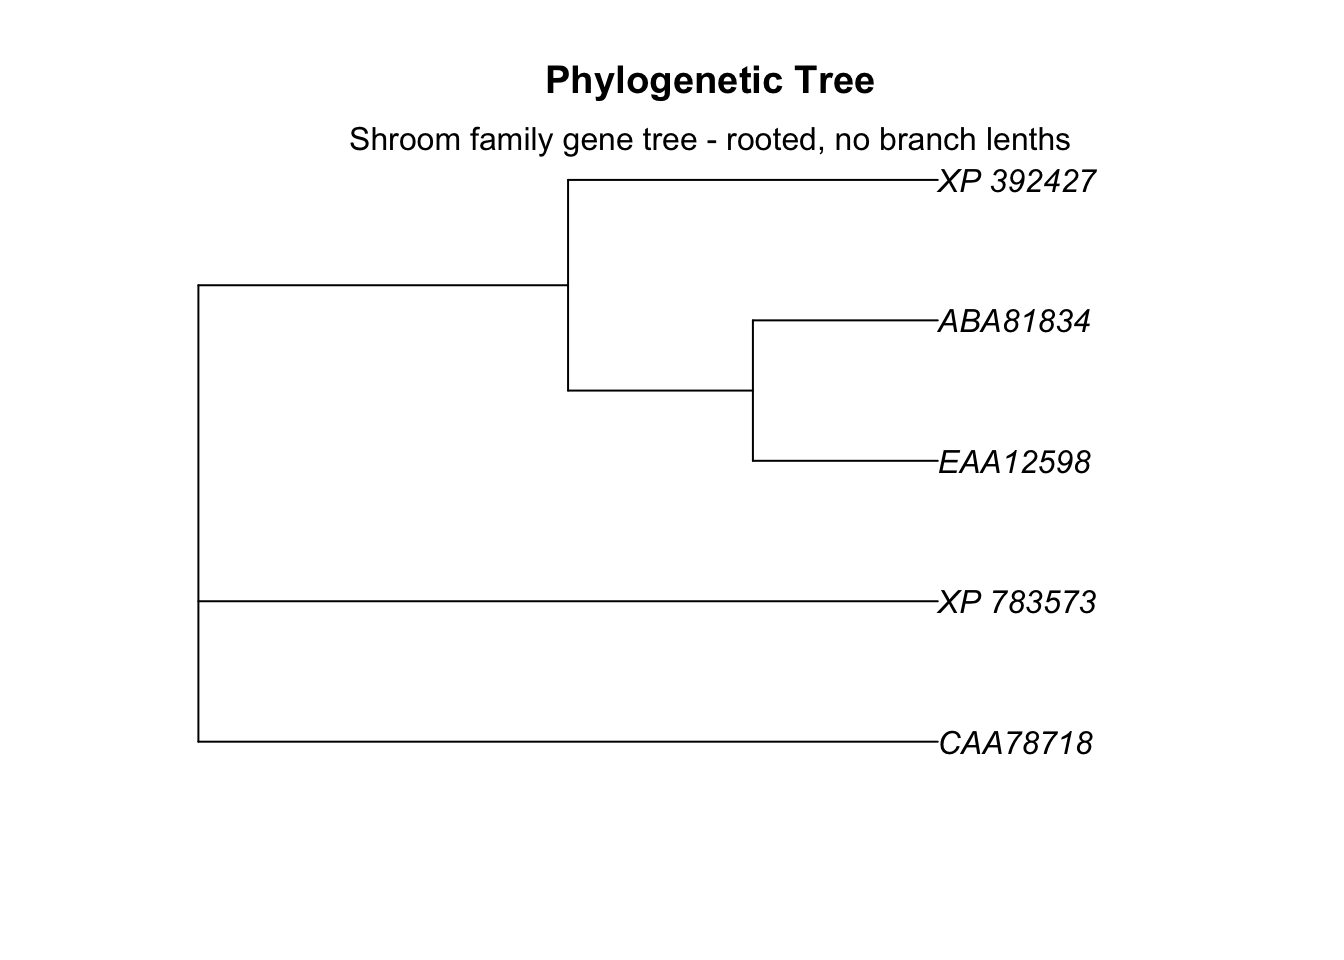 Phylogenetic Tree
Shroom family gene tree - rooted, no branch lenths
XP 392427
ABA81834
EAA12598
XP 783573
CAA78718